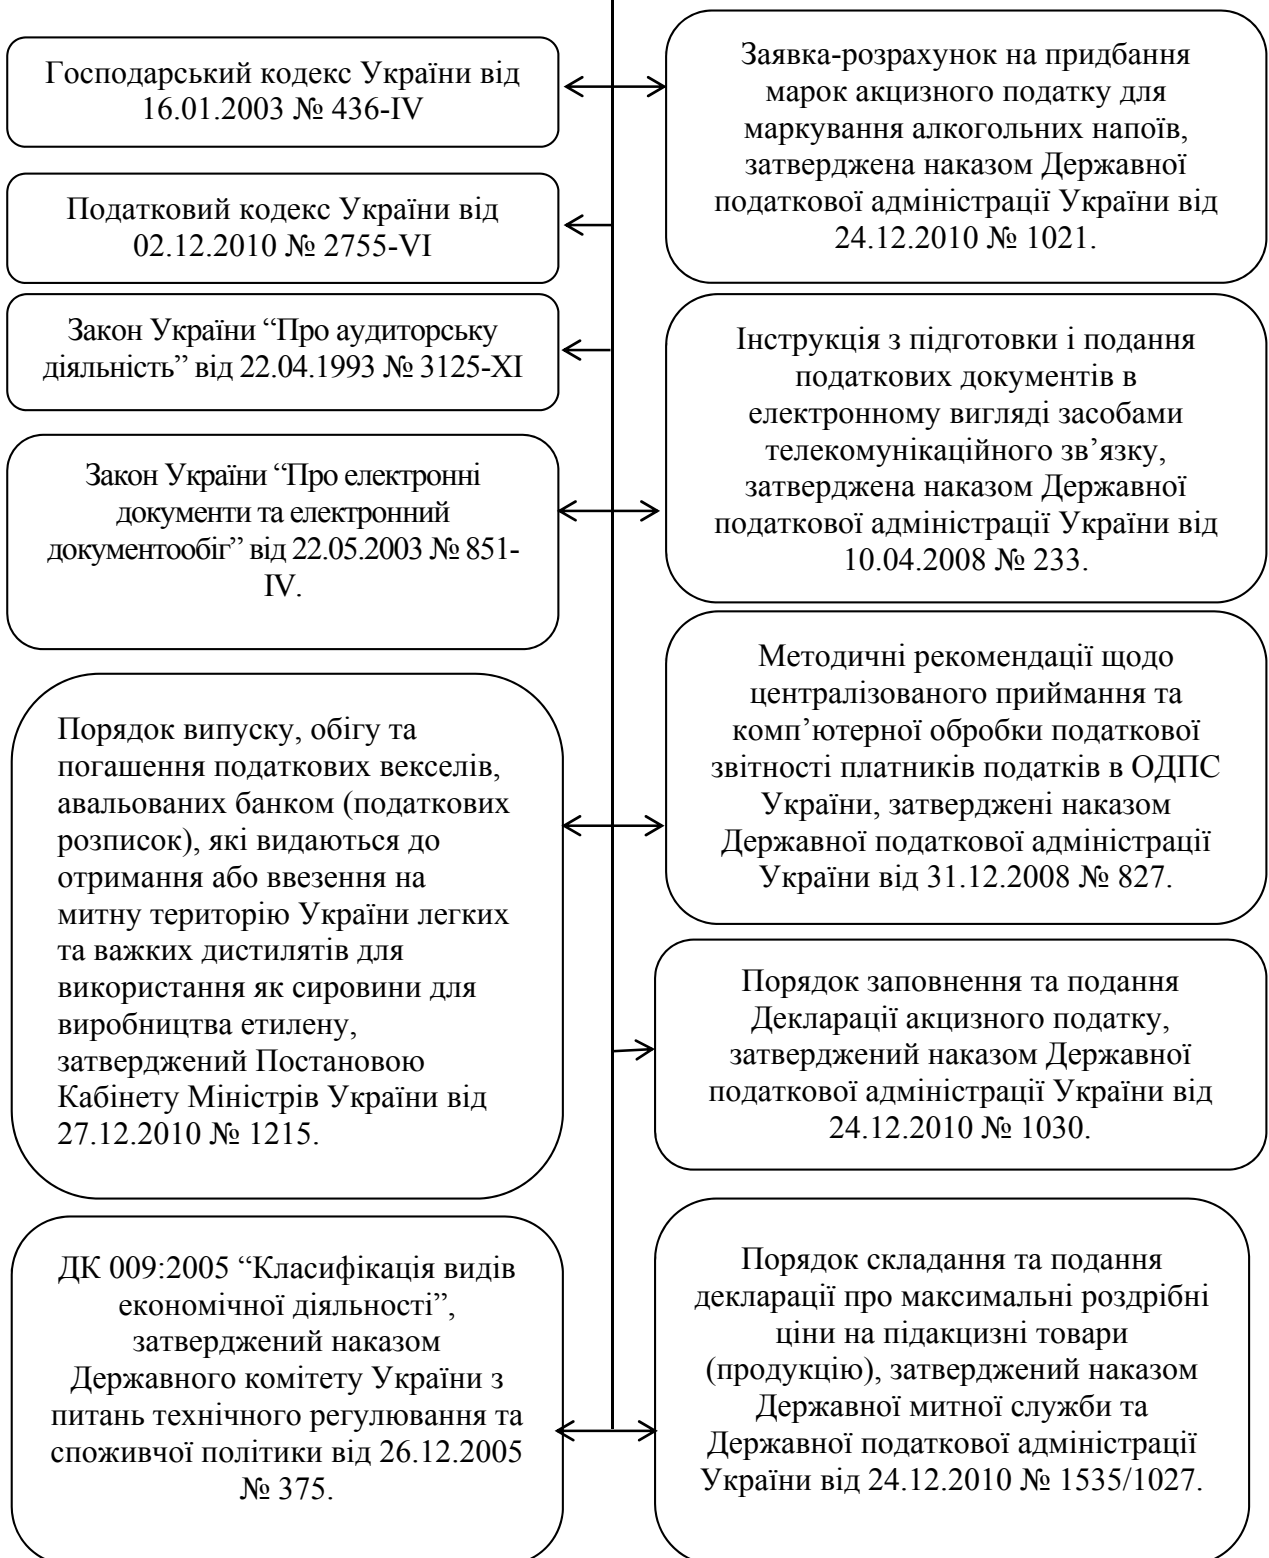 Господарський кодекс України від
16.01.2003 № 436-IV
Податковий кодекс України від
02.12.2010 № 2755-VI
Закон України “Про аудиторську
діяльність” від 22.04.1993 № 3125-XI
Закон України “Про електронні
документи та електронний
документообіг” від 22.05.2003 № 851-
IV.
Порядок випуску, обігу та
погашення податкових векселів,
авальованих банком (податкових
розписок), які видаються до
отримання або ввезення на
митну територію України легких
та важких дистилятів для
використання як сировини для
виробництва етилену,
затверджений Постановою
Кабінету Міністрів України від
27.12.2010 № 1215.
ДК 009:2005 “Класифікація видів
економічної діяльності”,
затверджений наказом
Державного комітету України з
питань технічного регулювання та
споживчої політики від 26.12.2005
№ 375.
Заявка-розрахунок на придбання
марок акцизного податку для
маркування алкогольних напоїв,
затверджена наказом Державної
податкової адміністрації України від
24.12.2010 № 1021.
Інструкція з підготовки і подання
податкових документів в
електронному вигляді засобами
телекомунікаційного зв’язку,
затверджена наказом Державної
податкової адміністрації України від
10.04.2008 № 233.
Методичні рекомендації щодо
централізованого приймання та
комп’ютерної обробки податкової
звітності платників податків в ОДПС
України, затверджені наказом
Державної податкової адміністрації
України від 31.12.2008 № 827.
Порядок заповнення та подання
Декларації акцизного податку,
затверджений наказом Державної
податкової адміністрації України від
24.12.2010 № 1030.
Порядок складання та подання
декларації про максимальні роздрібні
ціни на підакцизні товари
(продукцію), затверджений наказом
Державної митної служби та
Державної податкової адміністрації
України від 24.12.2010 № 1535/1027.